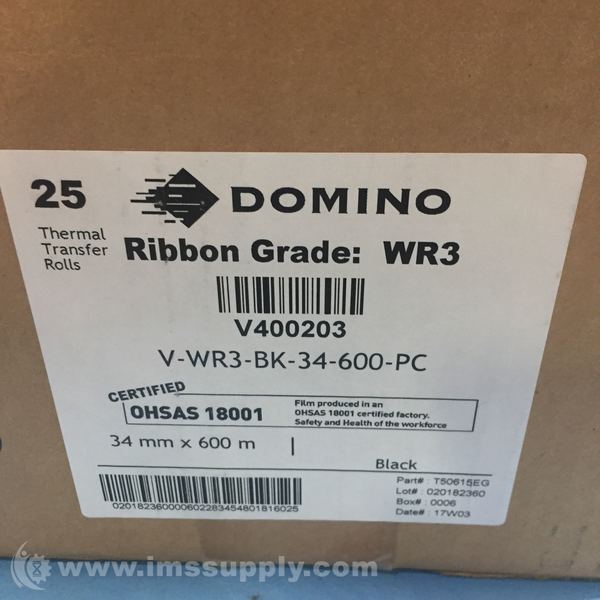 25
Thermal
Transfer
Rolls
DOMINO
Ribbon Grade: WR3
V400203
V-WR3-BK-34-600-PC
CERTIFIED
OHSAS 18001
Film produced in an
OHSAS 18001 certified factory.
Safety and Health of the workforce
34 mm x 600 m |
Black
020182360000602283454801816025
Part# : T50615EG
Lot# : 020182360
Box# : 0006
Date# : 17W03
www.imssupply.com